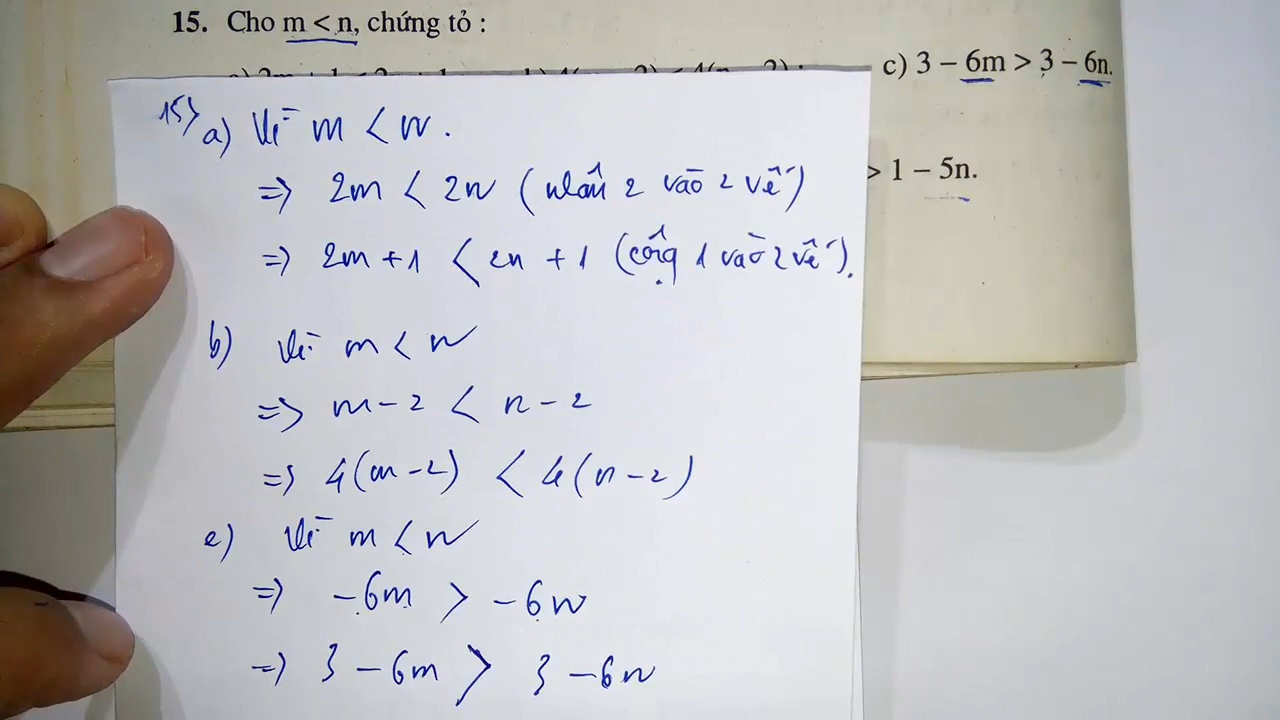 15. Cho m < n, chứng tỏ :
c) 3 – 6m > 3 – 6n.
> 1 – 5n.
15) a) Vì m < n.
=> 2m < 2n (nhân 2 vào 2 vế)
=> 2m + 1 < 2n + 1 (cộng 1 vào 2 vế).
b) Vì m < n
=> m – 2 < n – 2
=> 4(m – 2) < 4(n – 2)
c) Vì m < n
=> –6m > –6n
=> 3 – 6m > 3 – 6n